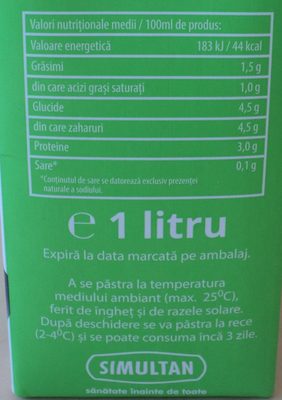 Valori nutriționale medii / 100ml de produs:
Valoare energetică 183 kJ / 44 kcal
Grăsimi 1,5 g
din care acizi grași saturați 1,0 g
Glucide 4,5 g
din care zaharuri 4,5 g
Proteine 3,0 g
Sare* 0,1 g
*Conținutul de sare se datorează exclusiv prezenței
naturale a sodiului.
℮ 1 litru
Expiră la data marcată pe ambalaj.
A se păstra la temperatura
mediului ambiant (max. 25⁰C),
ferit de îngheț și de razele solare.
După deschidere se va păstra la rece
(2-4⁰C) și se poate consuma încă 3 zile.
SIMULTAN
sănătate înainte de toate